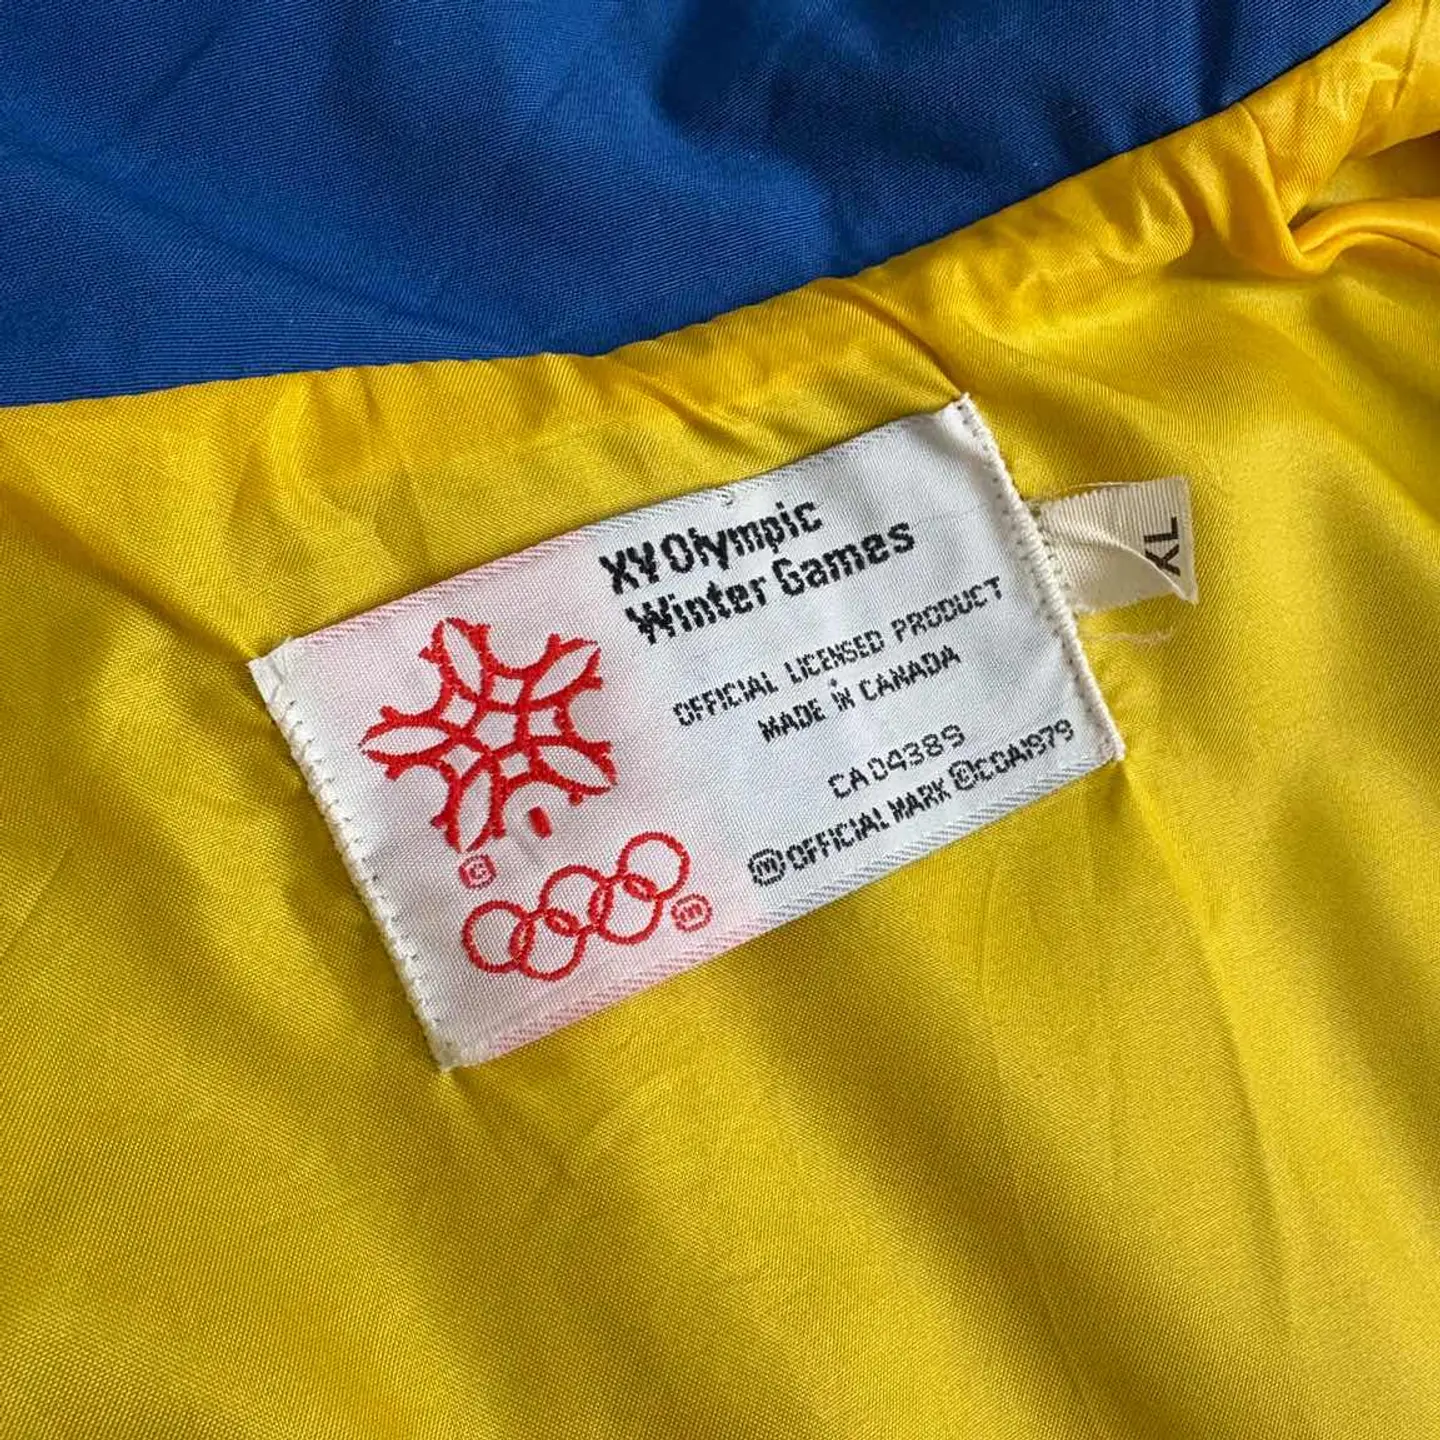 XV Olympic
Winter Games
OFFICIAL LICENSED PRODUCT
MADE IN CANADA
CA04389
Ⓜ OFFICIAL MARK © COA1979
©
Ⓜ
XL